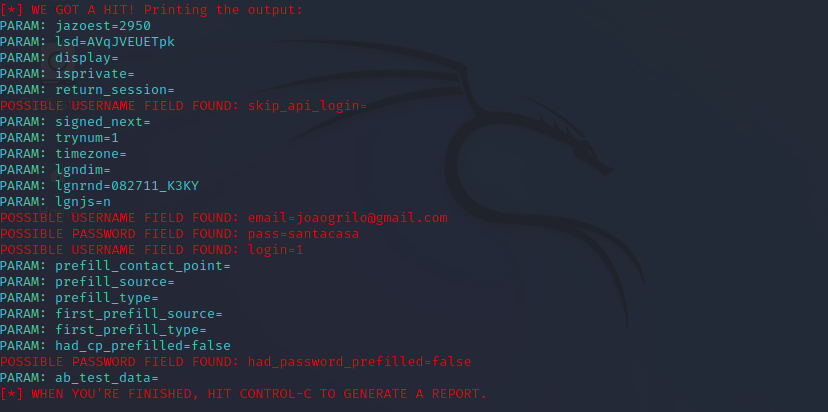 [*] WE GOT A HIT! Printing the output:
PARAM: jazoest=2950
PARAM: lsd=AVqJVEUETpk
PARAM: display=
PARAM: isprivate=
PARAM: return_session=
POSSIBLE USERNAME FIELD FOUND: skip_api_login=
PARAM: signed_next=
PARAM: trynum=1
PARAM: timezone=
PARAM: lgndim=
PARAM: lgnrnd=082711_K3KY
PARAM: lgnjs=n
POSSIBLE USERNAME FIELD FOUND: email=joaogrilo@gmail.com
POSSIBLE PASSWORD FIELD FOUND: pass=santacasa
POSSIBLE USERNAME FIELD FOUND: login=1
PARAM: prefill_contact_point=
PARAM: prefill_source=
PARAM: prefill_type=
PARAM: first_prefill_source=
PARAM: first_prefill_type=
PARAM: had_cp_prefilled=false
POSSIBLE PASSWORD FIELD FOUND: had_password_prefilled=false
PARAM: ab_test_data=
[*] WHEN YOU'RE FINISHED, HIT CONTROL-C TO GENERATE A REPORT.